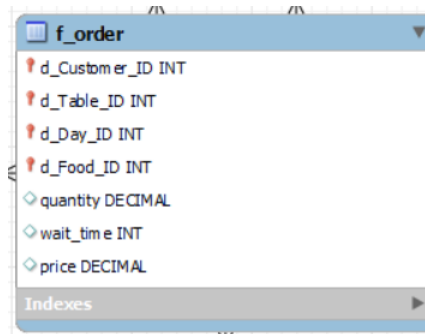 f_order
d_Customer_ID INT
d_Table_ID INT
d_Day_ID INT
d_Food_ID INT
quantity DECIMAL
wait_time INT
price DECIMAL
Indexes